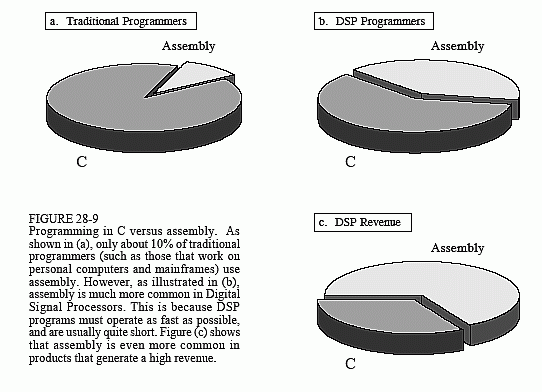 a. Traditional Programmers
Assembly
C
b. DSP Programmers
Assembly
C
FIGURE 28-9
Programming in C versus assembly. As
shown in (a), only about 10% of traditional
programmers (such as those that work on
personal computers and mainframes) use
assembly. However, as illustrated in (b),
assembly is much more common in Digital
Signal Processors. This is because DSP
programs must operate as fast as possible,
and are usually quite short. Figure (c) shows
that assembly is even more common in
products that generate a high revenue.
c. DSP Revenue
Assembly
C